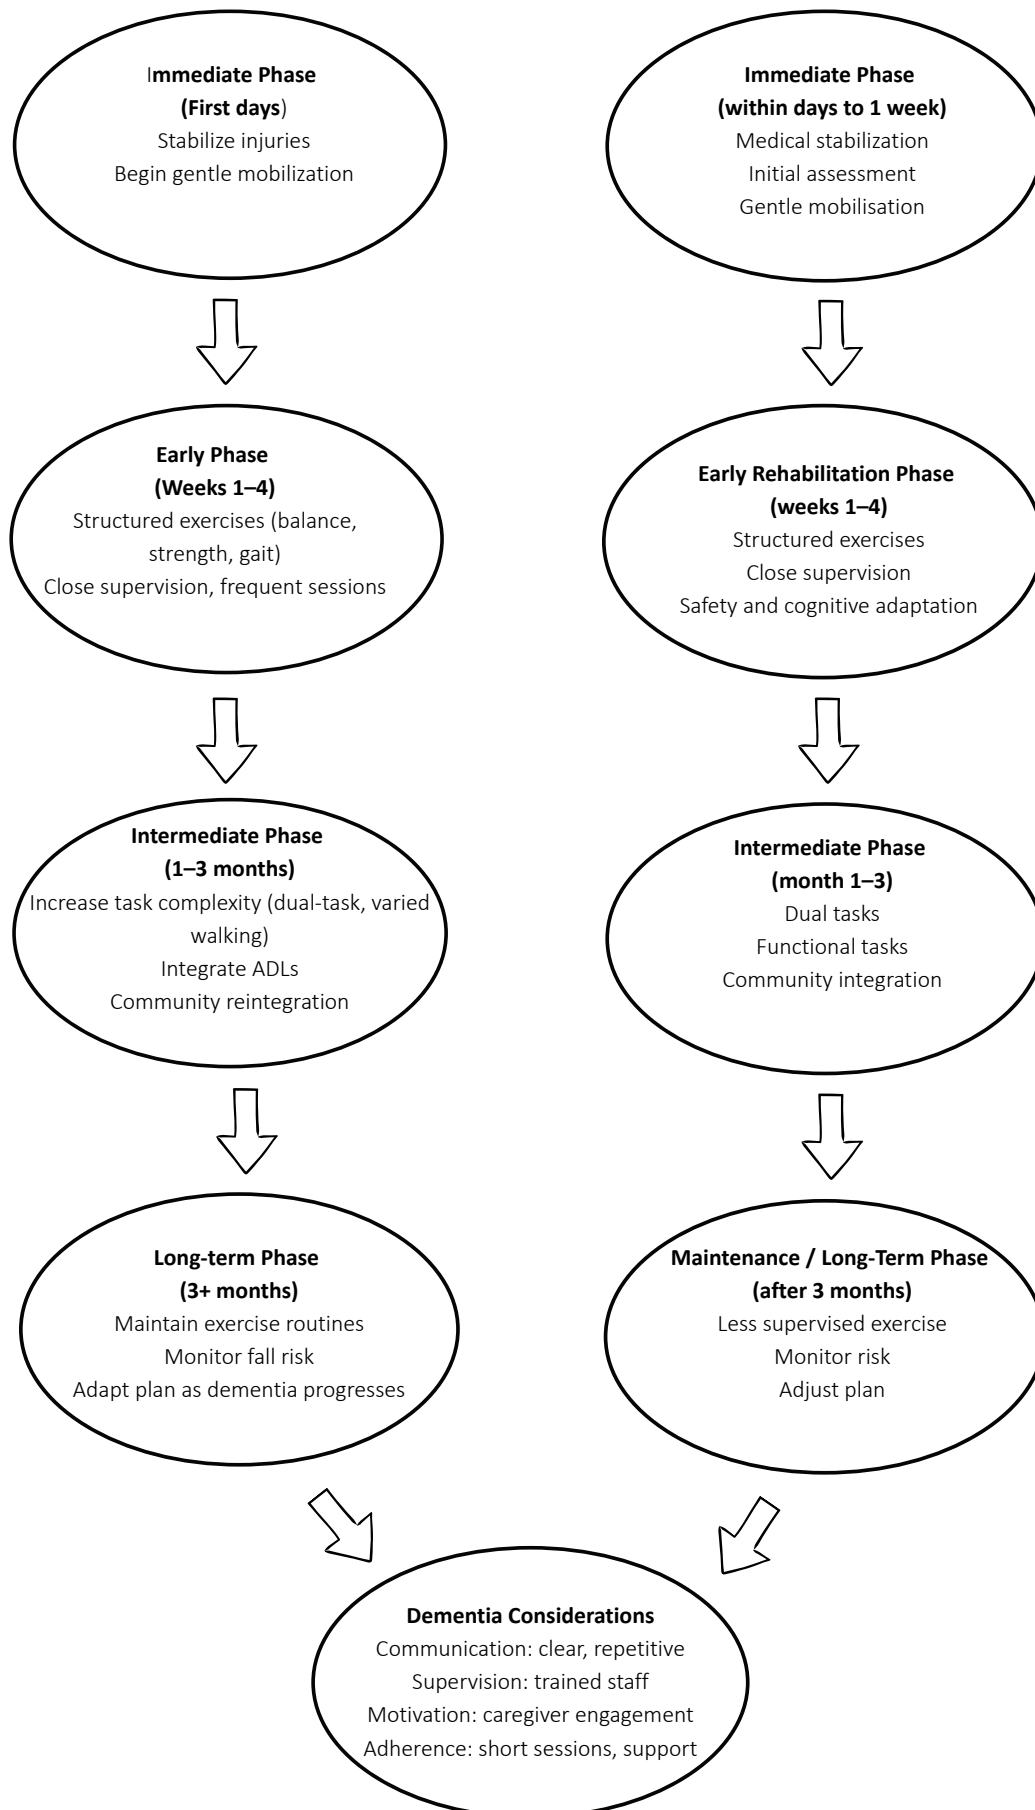 Immediate Phase
(First days)
Stabilize injuries
Begin gentle mobilization
Early Phase
(Weeks 1–4)
Structured exercises (balance,
strength, gait)
Close supervision, frequent sessions
Intermediate Phase
(1–3 months)
Increase task complexity (dual-task, varied
walking)
Integrate ADLs
Community reintegration
Long-term Phase
(3+ months)
Maintain exercise routines
Monitor fall risk
Adapt plan as dementia progresses
Immediate Phase
(within days to 1 week)
Medical stabilization
Initial assessment
Gentle mobilisation
Early Rehabilitation Phase
(weeks 1–4)
Structured exercises
Close supervision
Safety and cognitive adaptation
Intermediate Phase
(month 1–3)
Dual tasks
Functional tasks
Community integration
Maintenance / Long-Term Phase
(after 3 months)
Less supervised exercise
Monitor risk
Adjust plan
Dementia Considerations
Communication: clear, repetitive
Supervision: trained staff
Motivation: caregiver engagement
Adherence: short sessions, support